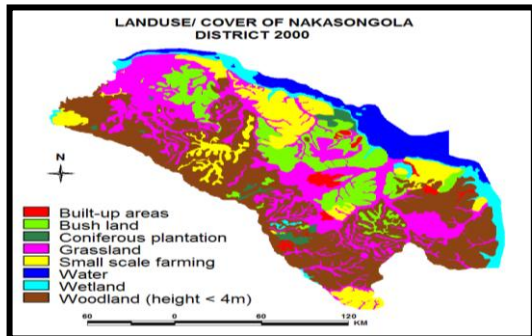 LANDUSE/ COVER OF NAKASONGOLA
DISTRICT 2000
N
Built-up areas
Bush land
Coniferous plantation
Grassland
Small scale farming
Water
Wetland
Woodland (height < 4m)
60 0 60 120
KM